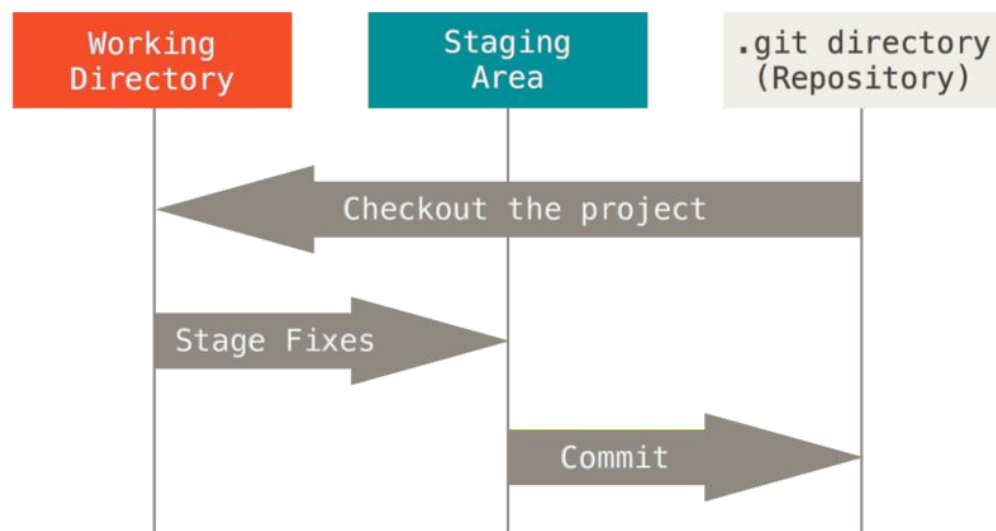 Working
Directory
Staging
Area
.git directory
(Repository)
Checkout the project
Stage Fixes
Commit